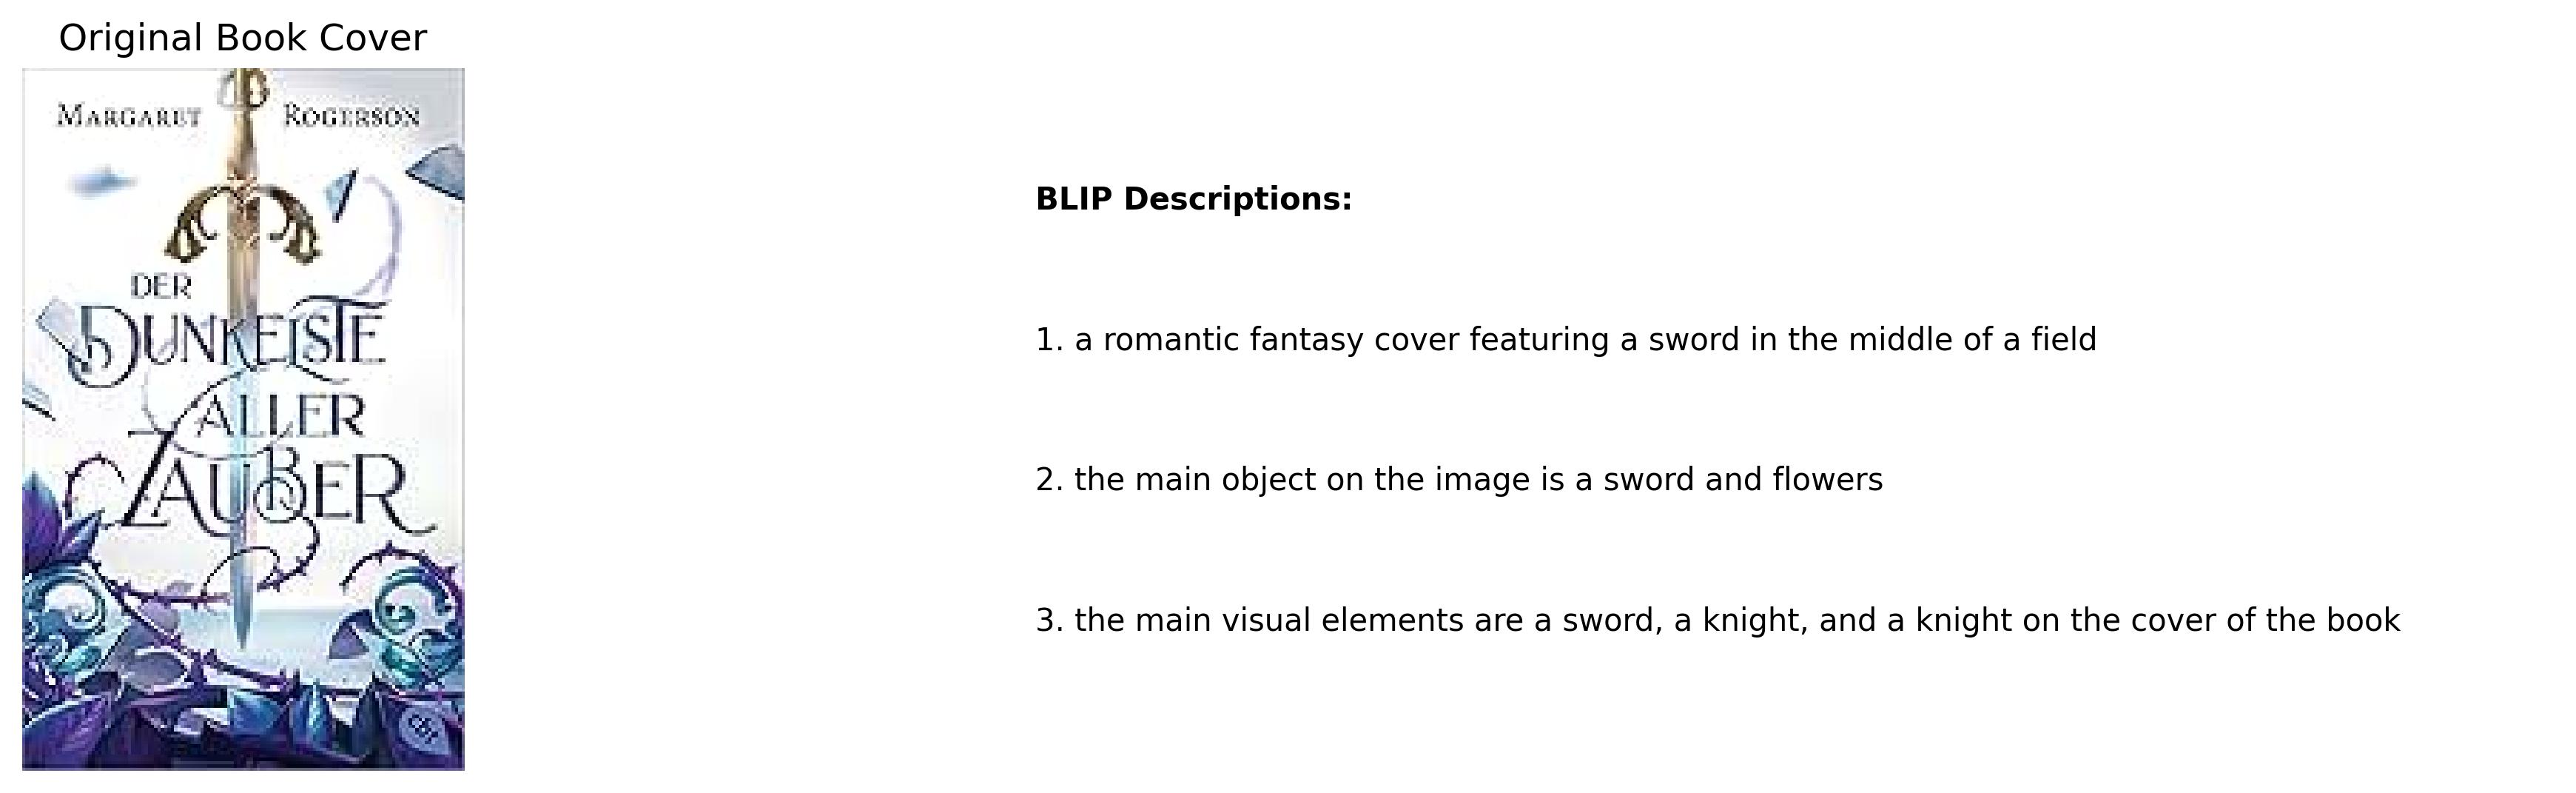 Original Book Cover
MARGARET ROGERSON
DER
DUNKELSTE
ALLER
ZAUBER
cbj
BLIP Descriptions:
1. a romantic fantasy cover featuring a sword in the middle of a field
2. the main object on the image is a sword and flowers
3. the main visual elements are a sword, a knight, and a knight on the cover of the book